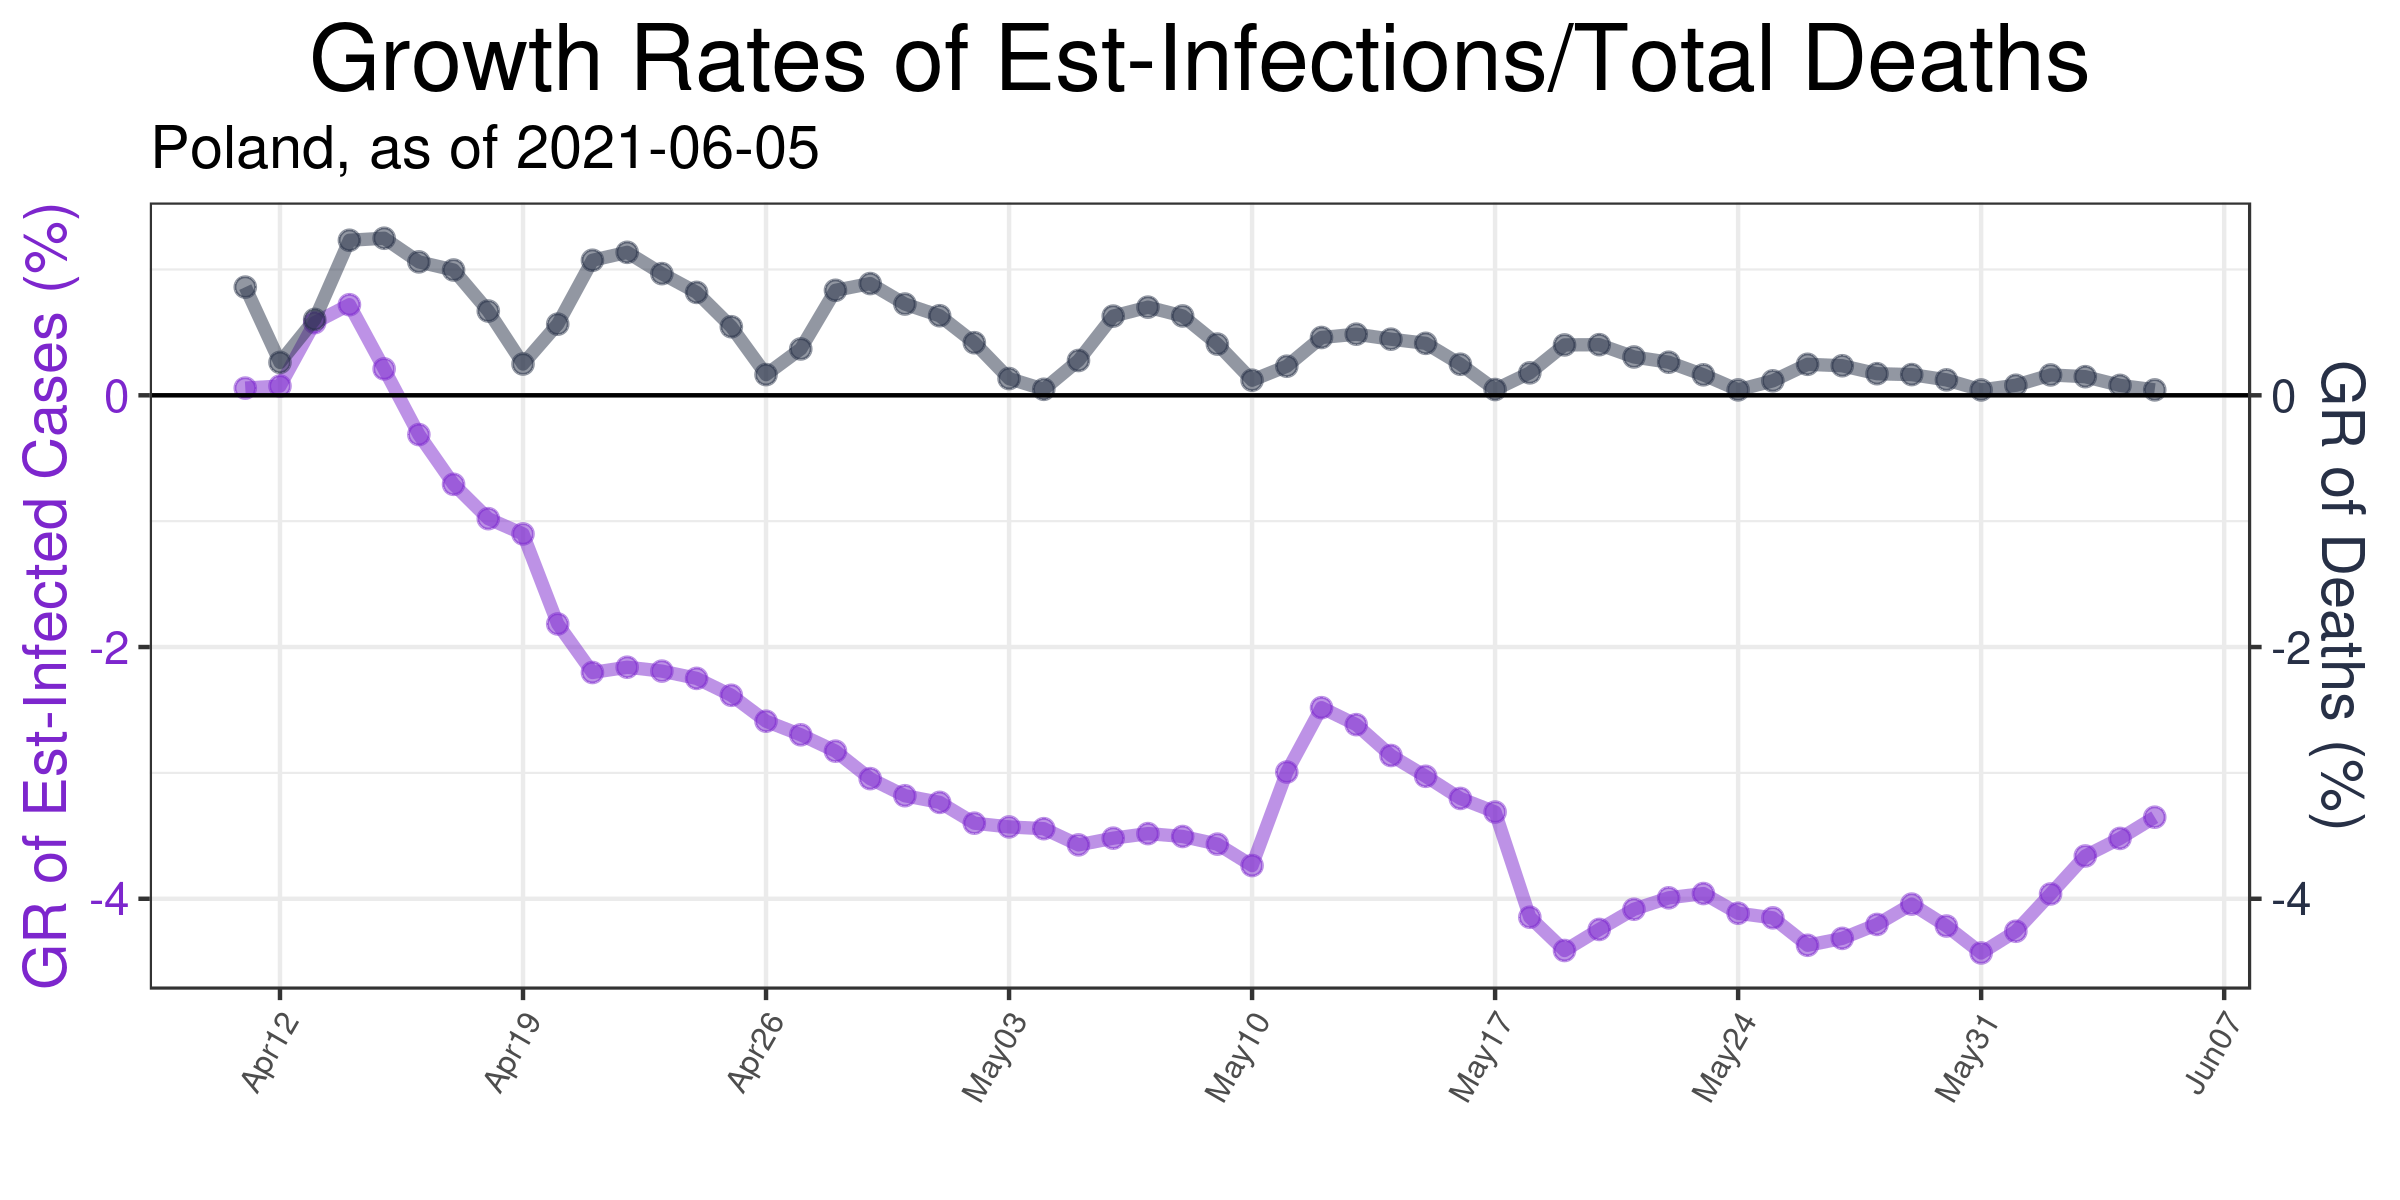 Growth Rates of Est-Infections/Total Deaths
Poland, as of 2021-06-05
GR of Est-Infected Cases (%)
0
-2
-4
0
-2
-4
GR of Deaths (%)
Apr12
Apr19
Apr26
May03
May10
May17
May24
May31
Jun07